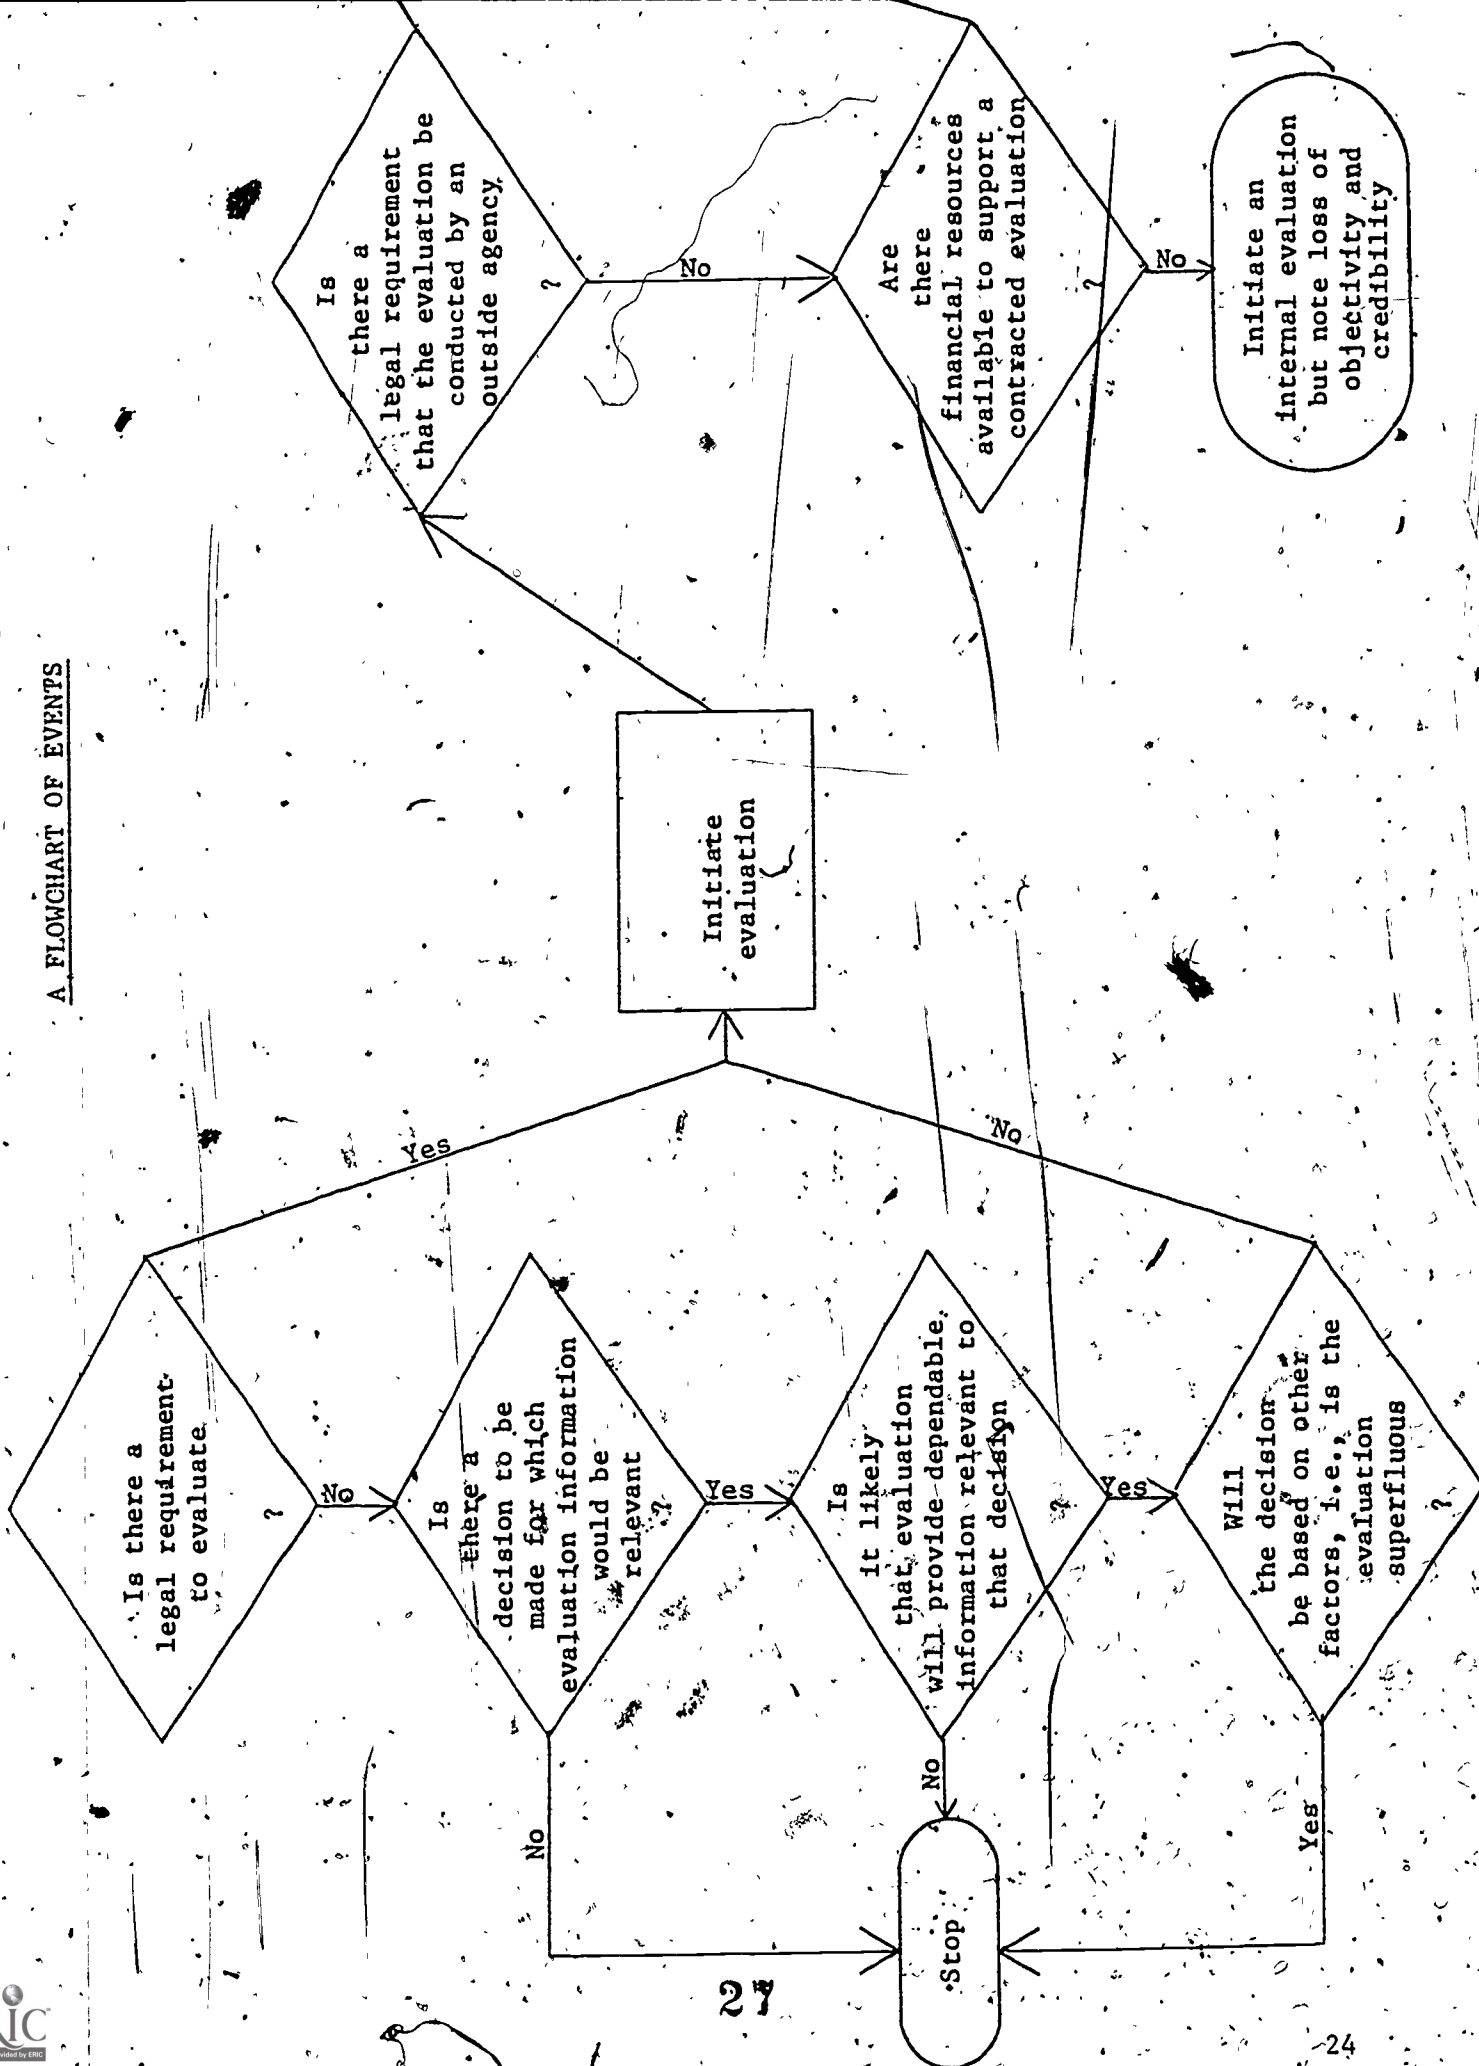 A FLOWCHART OF EVENTS
Is there a
legal requirement
to evaluate
?
Yes
No
Is
there a
decision to be
made for which
evaluation information
would be
relevant
?
No
Yes
Is
it likely
that evaluation
will provide dependable
information relevant to
that decision
?
No
Yes
Will
the decision
be based on other
factors, i.e., is the
evaluation
superfluous
?
Yes
No
Stop
Initiate
evaluation
Is
there a
legal requirement
that the evaluation be
conducted by an
outside agency
?
No
Are
there
financial resources
available to support a
contracted evaluation
?
No
Initiate an
internal evaluation
but note loss of
objectivity and
credibility
27
24
IC
vided by ERIC